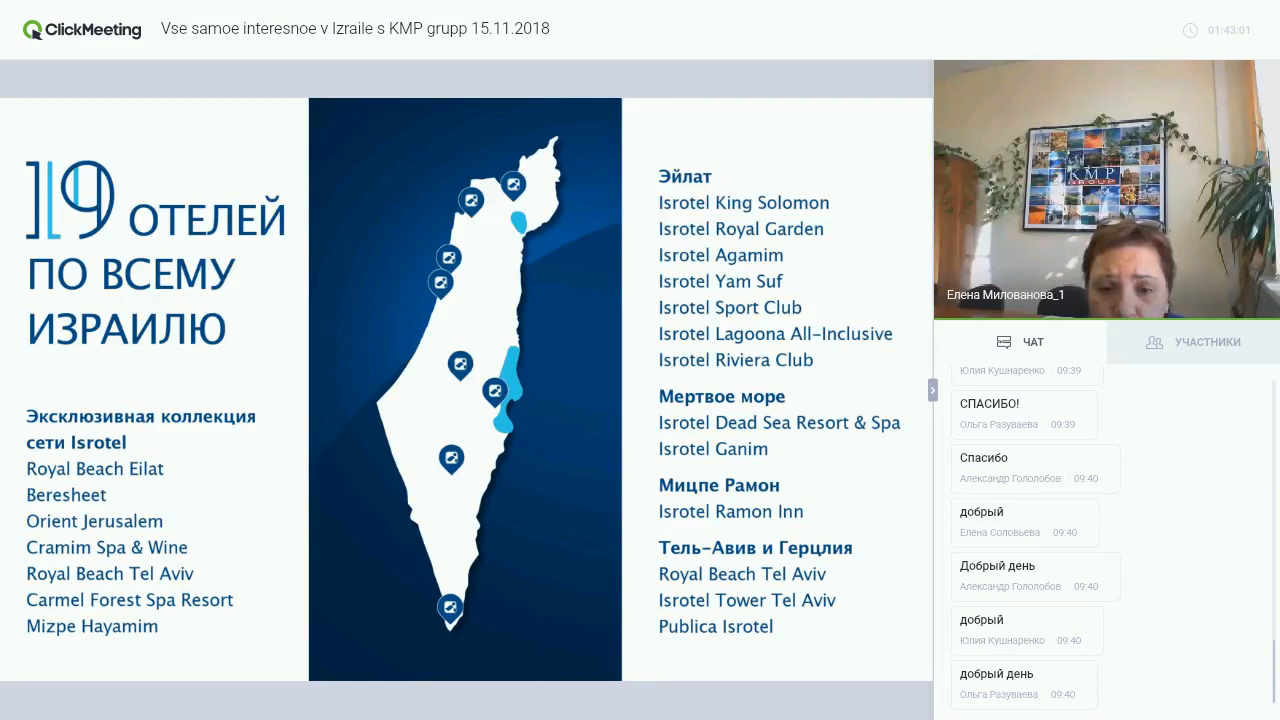 ClickMeeting
Vse samoe interesnoe v Izraile s KMP grupp 15.11.2018
01:43:01
19 ОТЕЛЕЙ
ПО ВСЕМУ
ИЗРАИЛЮ
Эксклюзивная коллекция
сети Isrotel
Royal Beach Eilat
Beresheet
Orient Jerusalem
Cramim Spa & Wine
Royal Beach Tel Aviv
Carmel Forest Spa Resort
Mizpe Hayamim
Эйлат
Isrotel King Solomon
Isrotel Royal Garden
Isrotel Agamim
Isrotel Yam Suf
Isrotel Sport Club
Isrotel Lagoona All-Inclusive
Isrotel Riviera Club
Мертвое море
Isrotel Dead Sea Resort & Spa
Isrotel Ganim
Мицпе Рамон
Isrotel Ramon Inn
Тель-Авив и Герцлия
Royal Beach Tel Aviv
Isrotel Tower Tel Aviv
Publica Isrotel
KMP
GROUP
Елена Милованова_1
ЧАТ
УЧАСТНИКИ
Юлия Кушнаренко 09:39
СПАСИБО!
Ольга Разуваева 09:39
Спасибо
Александр Гололобов 09:40
добрый
Елена Соловьева 09:40
Добрый день
Александр Гололобов 09:40
добрый
Юлия Кушнаренко 09:40
добрый день
Ольга Разуваева 09:40